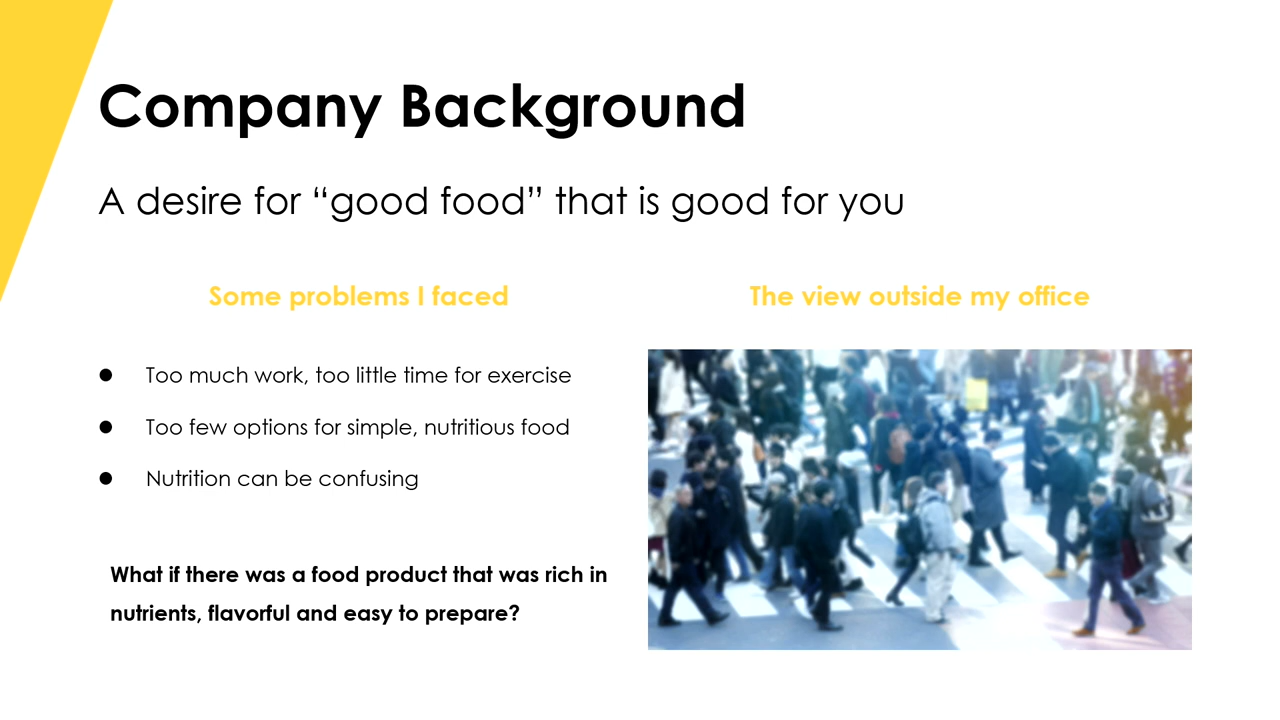 Company Background
A desire for “good food” that is good for you
Some problems I faced
● Too much work, too little time for exercise
● Too few options for simple, nutritious food
● Nutrition can be confusing
What if there was a food product that was rich in
nutrients, flavorful and easy to prepare?
The view outside my office